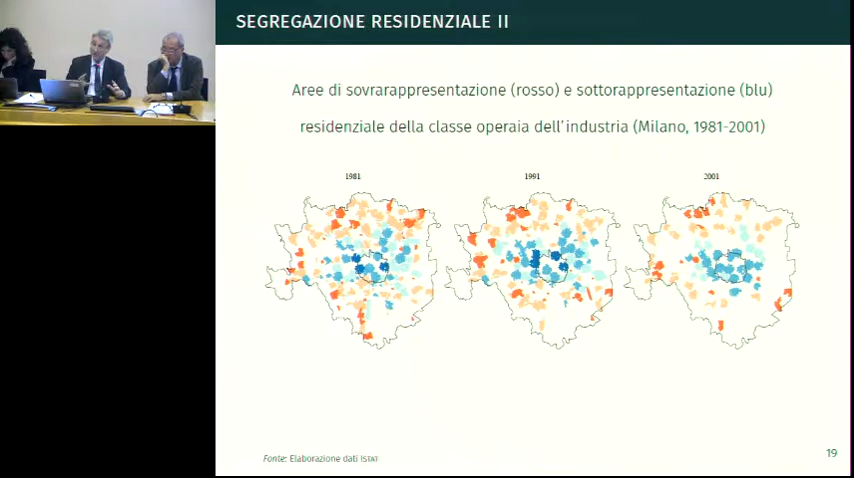 SEGREGAZIONE RESIDENZIALE II
Aree di sovrarappresentazione (rosso) e sottorappresentazione (blu)
residenziale della classe operaia dell'industria (Milano, 1981-2001)
1981 1991 2001
Fonte: Elaborazione dati ISTAT
19